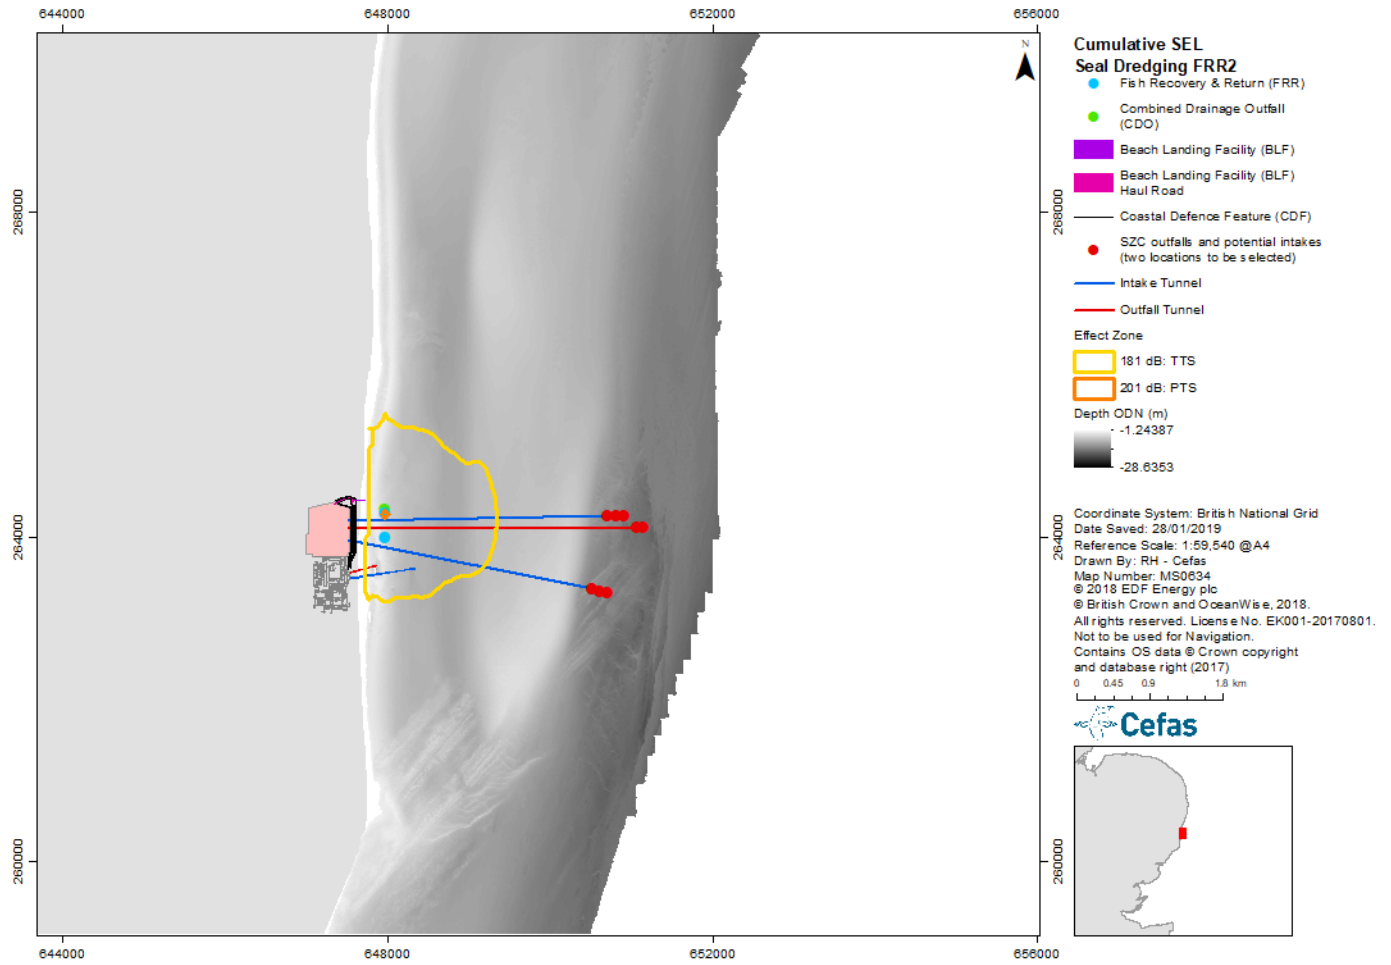 644000
648000
652000
656000
268000
264000
260000
268000
264000
260000
644000
648000
652000
656000
N
Cumulative SEL
Seal Dredging FRR2
Fish Recovery & Return (FRR)
Combined Drainage Outfall
(CDO)
Beach Landing Facility (BLF)
Beach Landing Facility (BLF)
Haul Road
Coastal Defence Feature (CDF)
SZC outfalls and potential intakes
(two locations to be selected)
Intake Tunnel
Outfall Tunnel
Effect Zone
181 dB: TTS
201 dB: PTS
Depth ODN (m)
-1.24387
-28.6353
Coordinate System: British National Grid
Date Saved: 28/01/2019
Reference Scale: 1:59,540 @A4
Drawn By: RH - Cefas
Map Number: MS0634
© 2018 EDF Energy plc
© British Crown and OceanWise, 2018.
All rights reserved. License No. EK001-20170801.
Not to be used for Navigation.
Contains OS data © Crown copyright
and database right (2017)
0 0.45 0.9 1.8 km
Cefas